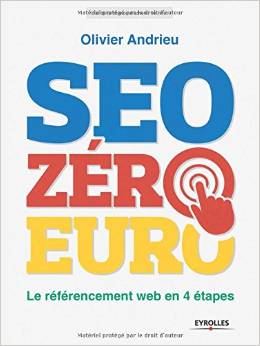 Matériel protégé par le droit d'auteur
Olivier Andrieu
SEO
ZÉRO
EURO
Le référencement web en 4 étapes
EYROLLES
Matériel protégé par le droit d'auteur